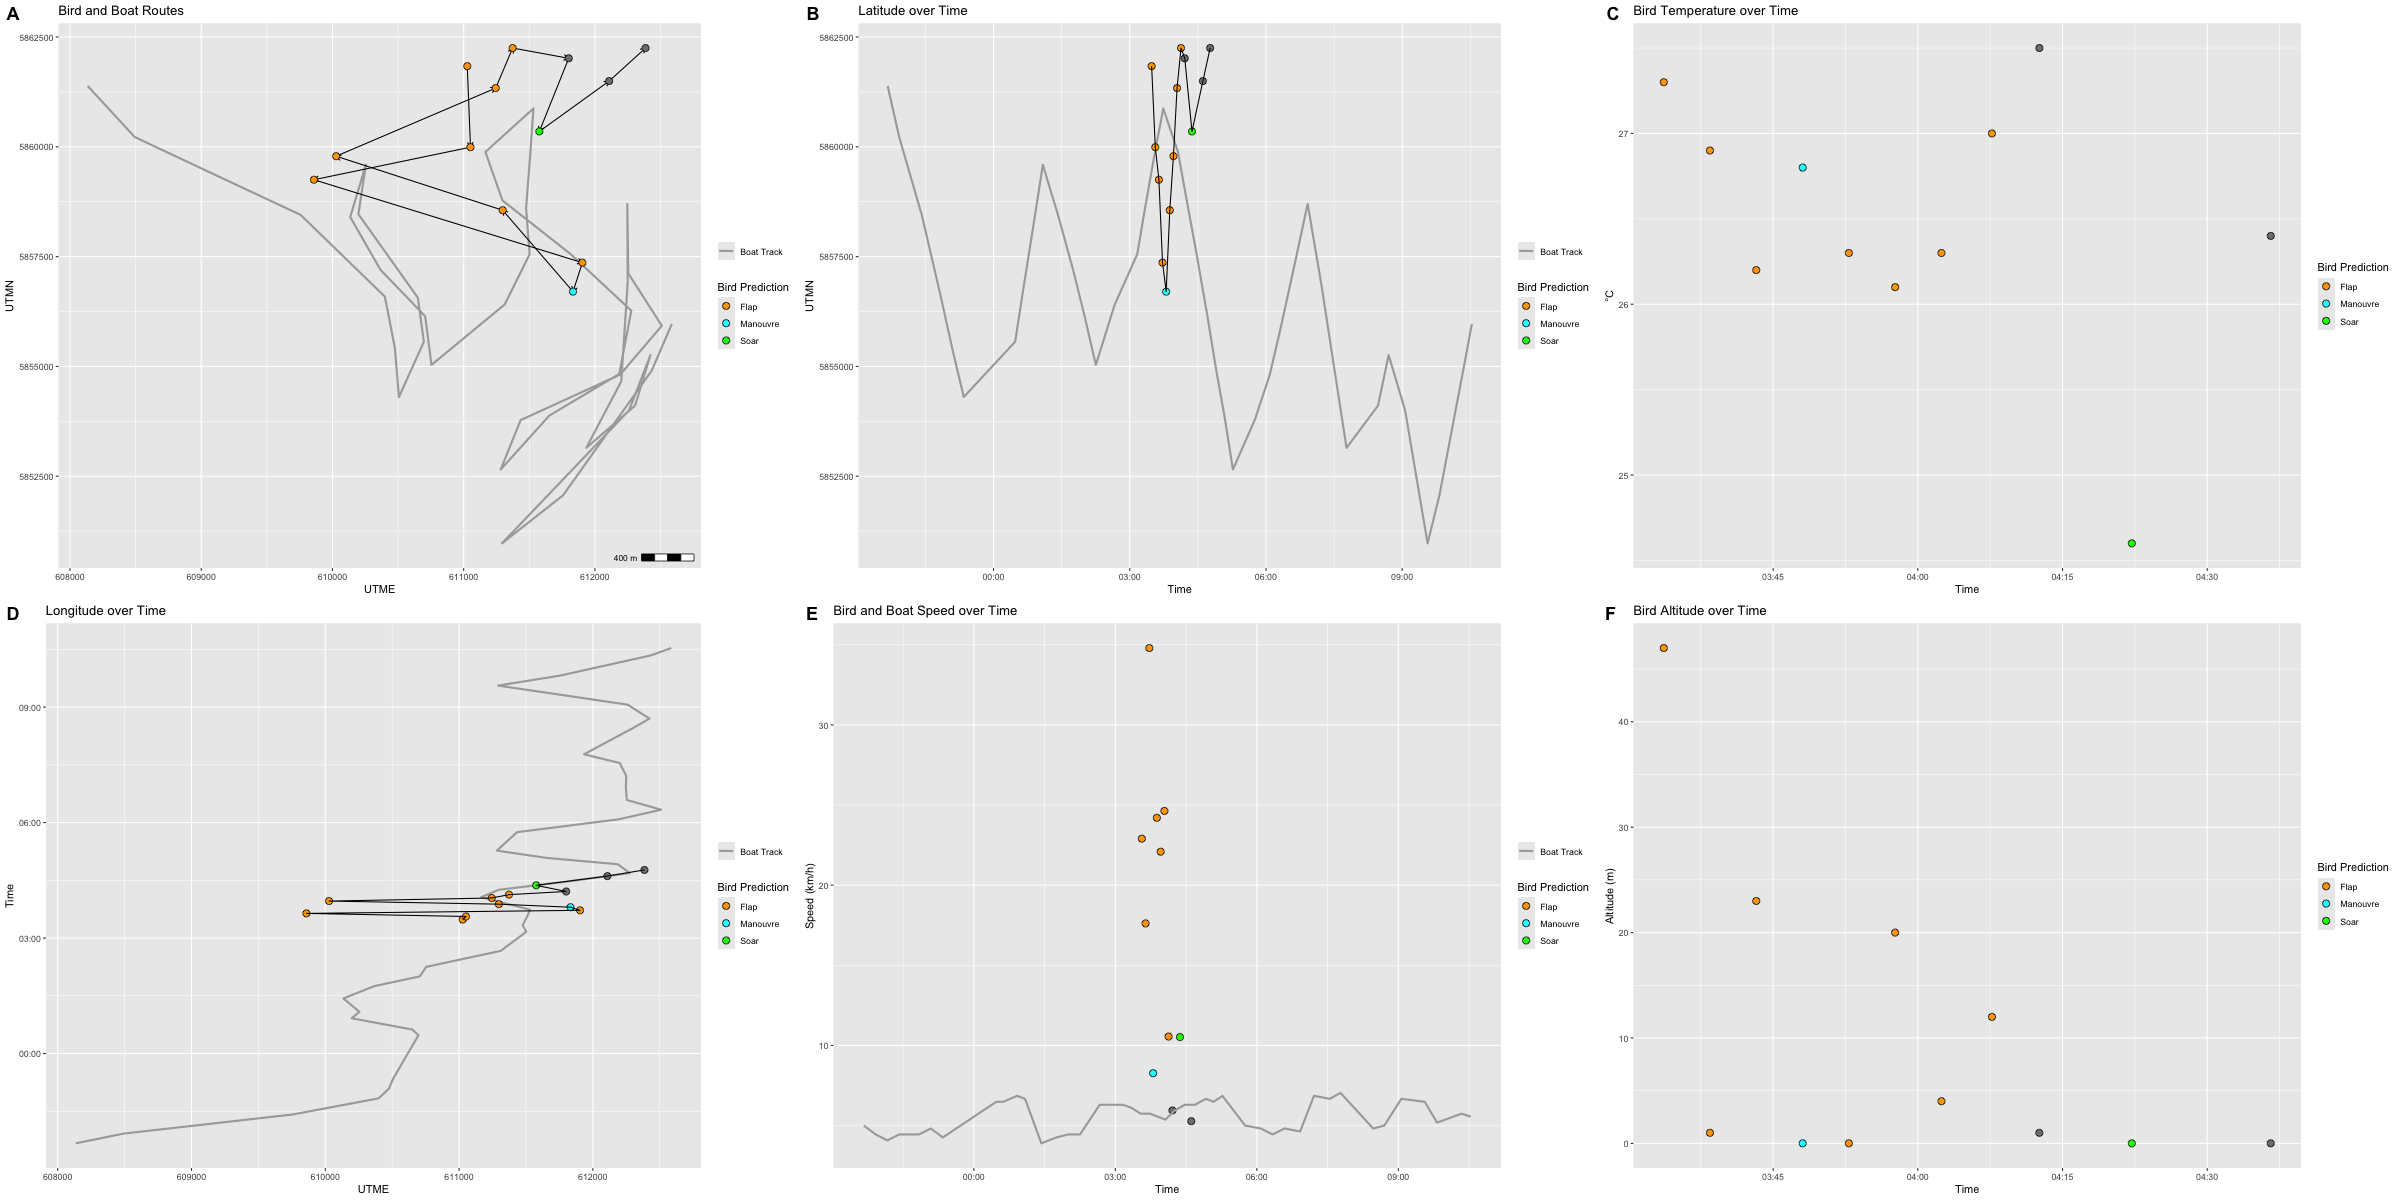 A Bird and Boat Routes
5862500
5860000
5857500
5855000
5852500
UTMN
608000 609000 610000 611000 612000
UTME
400 m
Boat Track
Bird Prediction
Flap
Manouvre
Soar
B Latitude over Time
5862500
5860000
5857500
5855000
5852500
UTMN
00:00 03:00 06:00 09:00
Time
Boat Track
Bird Prediction
Flap
Manouvre
Soar
C Bird Temperature over Time
27
26
25
°C
03:45 04:00 04:15 04:30
Time
Bird Prediction
Flap
Manouvre
Soar
D Longitude over Time
09:00
06:00
03:00
00:00
Time
608000 609000 610000 611000 612000
UTME
Boat Track
Bird Prediction
Flap
Manouvre
Soar
E Bird and Boat Speed over Time
30
20
10
Speed (km/h)
00:00 03:00 06:00 09:00
Time
Boat Track
Bird Prediction
Flap
Manouvre
Soar
F Bird Altitude over Time
40
30
20
10
0
Altitude (m)
03:45 04:00 04:15 04:30
Time
Bird Prediction
Flap
Manouvre
Soar